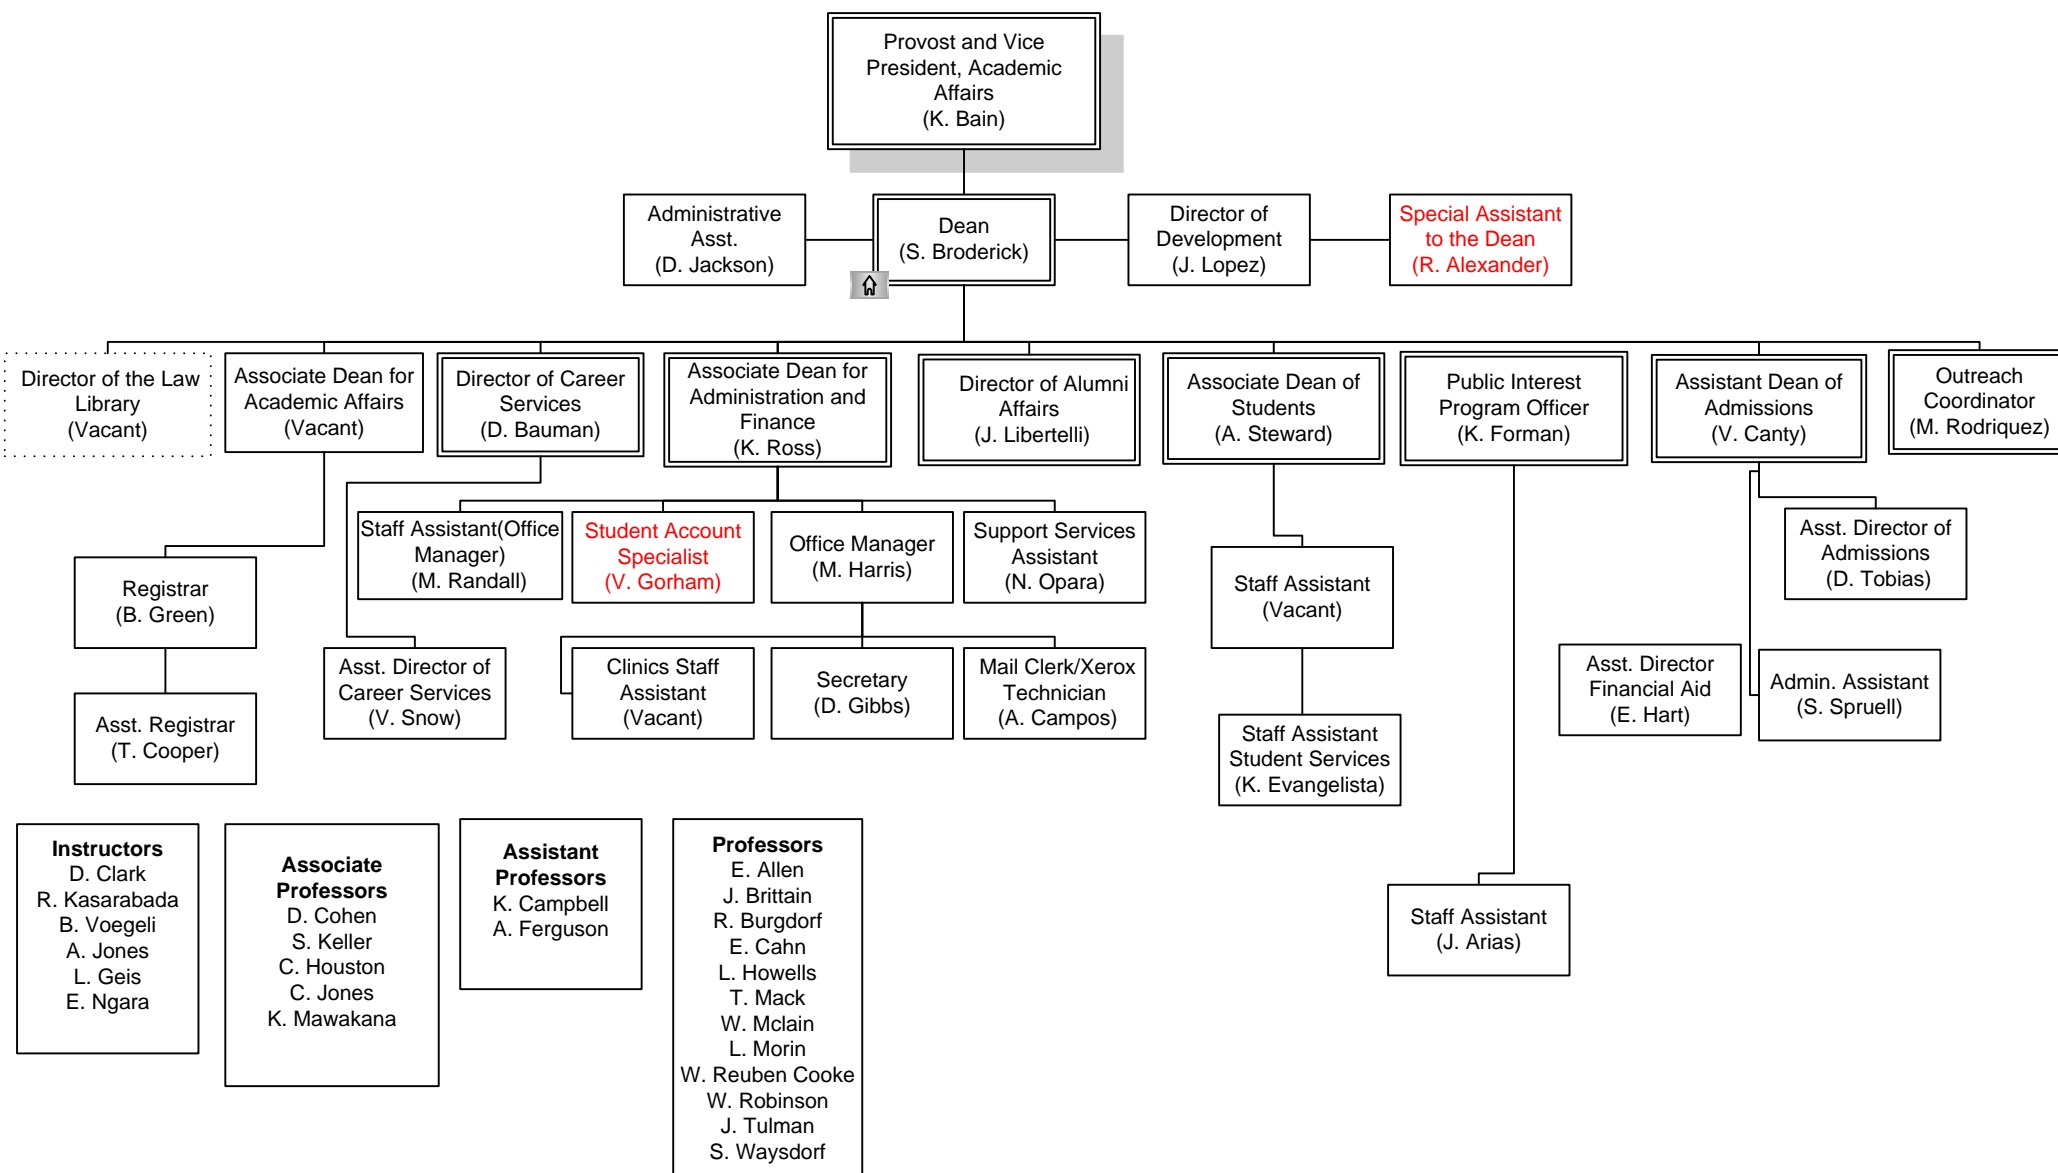 Provost and Vice
President, Academic
Affairs
(K. Bain)
Administrative
Asst.
(D. Jackson)
Dean
(S. Broderick)
Director of
Development
(J. Lopez)
Special Assistant
to the Dean
(R. Alexander)
Director of the Law
Library
(Vacant)
Associate Dean for
Academic Affairs
(Vacant)
Director of Career
Services
(D. Bauman)
Associate Dean for
Administration and
Finance
(K. Ross)
Director of Alumni
Affairs
(J. Libertelli)
Associate Dean of
Students
(A. Steward)
Public Interest
Program Officer
(K. Forman)
Assistant Dean of
Admissions
(V. Canty)
Outreach
Coordinator
(M. Rodriquez)
Staff Assistant(Office
Manager)
(M. Randall)
Student Account
Specialist
(V. Gorham)
Office Manager
(M. Harris)
Support Services
Assistant
(N. Opara)
Asst. Director of
Admissions
(D. Tobias)
Registrar
(B. Green)
Staff Assistant
(Vacant)
Asst. Director of
Career Services
(V. Snow)
Clinics Staff
Assistant
(Vacant)
Secretary
(D. Gibbs)
Mail Clerk/Xerox
Technician
(A. Campos)
Asst. Director
Financial Aid
(E. Hart)
Admin. Assistant
(S. Spruell)
Asst. Registrar
(T. Cooper)
Staff Assistant
Student Services
(K. Evangelista)
Instructors
D. Clark
R. Kasarabada
B. Voegeli
A. Jones
L. Geis
E. Ngara
Associate
Professors
D. Cohen
S. Keller
C. Houston
C. Jones
K. Mawakana
Assistant
Professors
K. Campbell
A. Ferguson
Professors
E. Allen
J. Brittain
R. Burgdorf
E. Cahn
L. Howells
T. Mack
W. Mclain
L. Morin
W. Reuben Cooke
W. Robinson
J. Tulman
S. Waysdorf
Staff Assistant
(J. Arias)